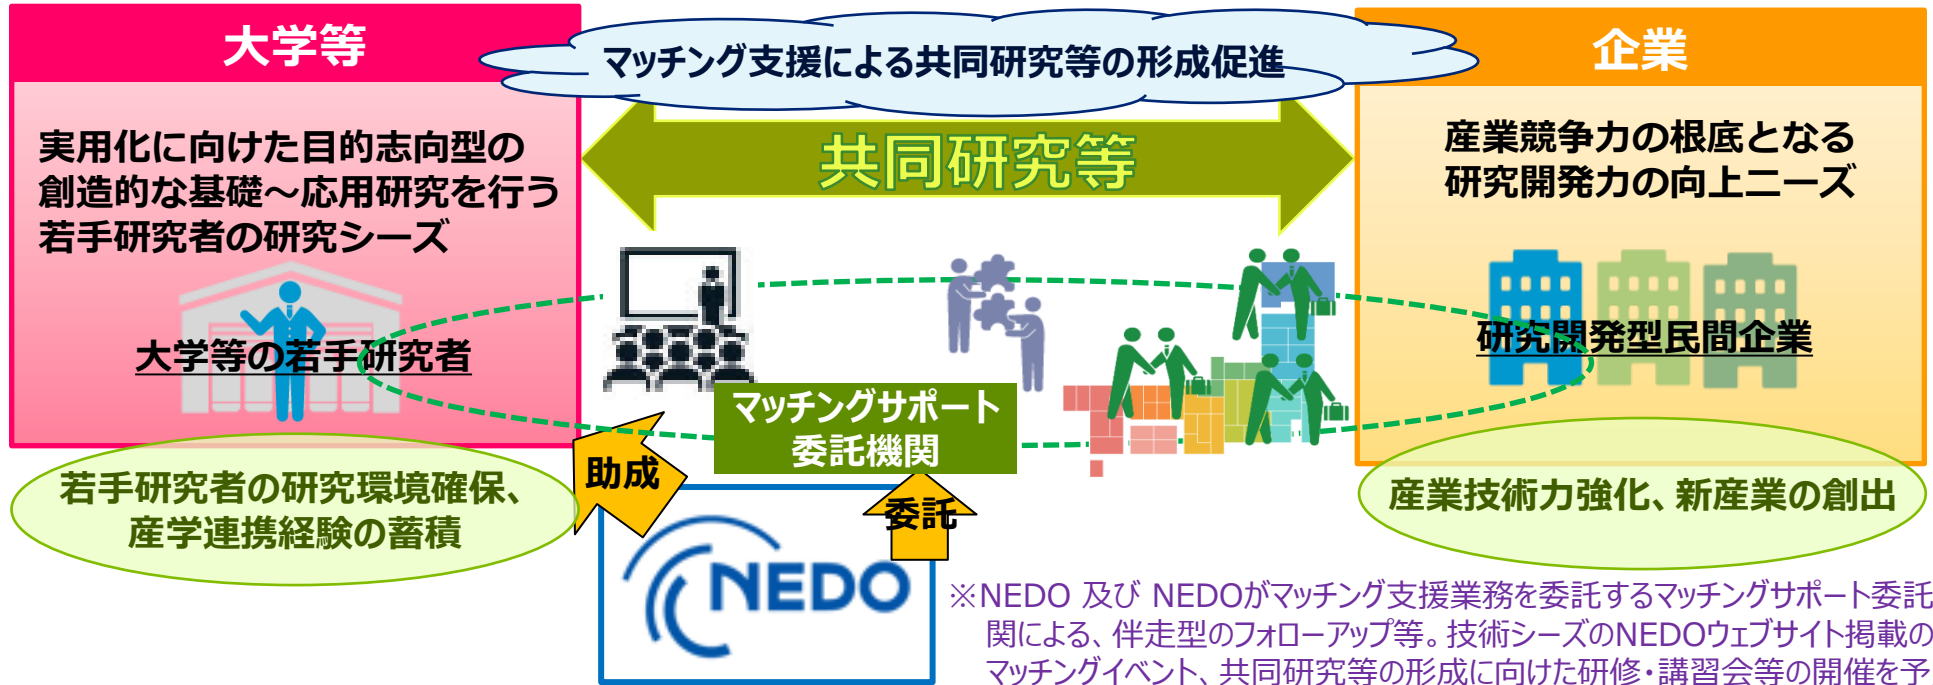 大学等
マッチング支援による共同研究等の形成促進
企業
実用化に向けた目的志向型の
創造的な基礎~応用研究を行う
若手研究者の研究シーズ
共同研究等
産業競争力の根底となる
研究開発力の向上ニーズ
大学等の若手研究者
研究開発型民間企業
マッチングサポート
委託機関
助成
委託
若手研究者の研究環境確保、
産学連携経験の蓄積
産業技術力強化、新産業の創出
NEDO
※NEDO 及び NEDOがマッチング支援業務を委託するマッチングサポート委託
関による、伴走型のフォローアップ等。技術シーズのNEDOウェブサイト掲載の
マッチングイベント、共同研究等の形成に向けた研修・講習会等の開催を予